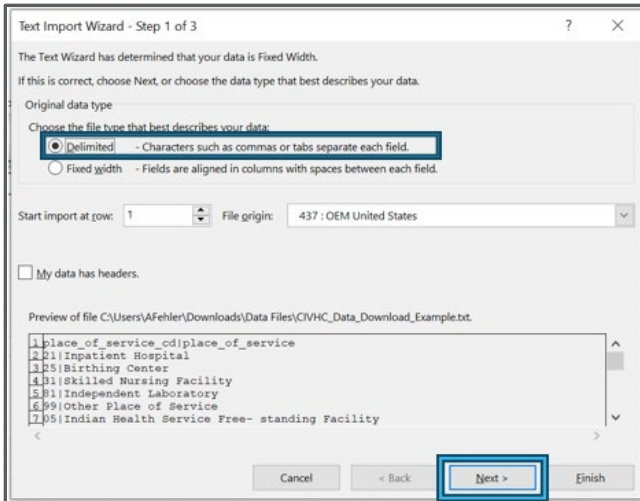 Text Import Wizard - Step 1 of 3 ? ×
The Text Wizard has determined that your data is Fixed Width.
If this is correct, choose Next, or choose the data type that best describes your data.
Original data type
Choose the file type that best describes your data:
Delimited - Characters such as commas or tabs separate each field.
Fixed width - Fields are aligned in columns with spaces between each field.
Start import at row: 1 File origin: 437 : OEM United States
My data has headers.
Preview of file C:\Users\AFehler\Downloads\Data Files\CIVHC_Data_Download_Example.txt.
1 place_of_service_cd|place_of_service
2 21|Inpatient Hospital
3 25|Birthing Center
4 31|Skilled Nursing Facility
5 81|Independent Laboratory
6 99|Other Place of Service
7 05|Indian Health Service Free- standing Facility
Cancel < Back Next > Finish